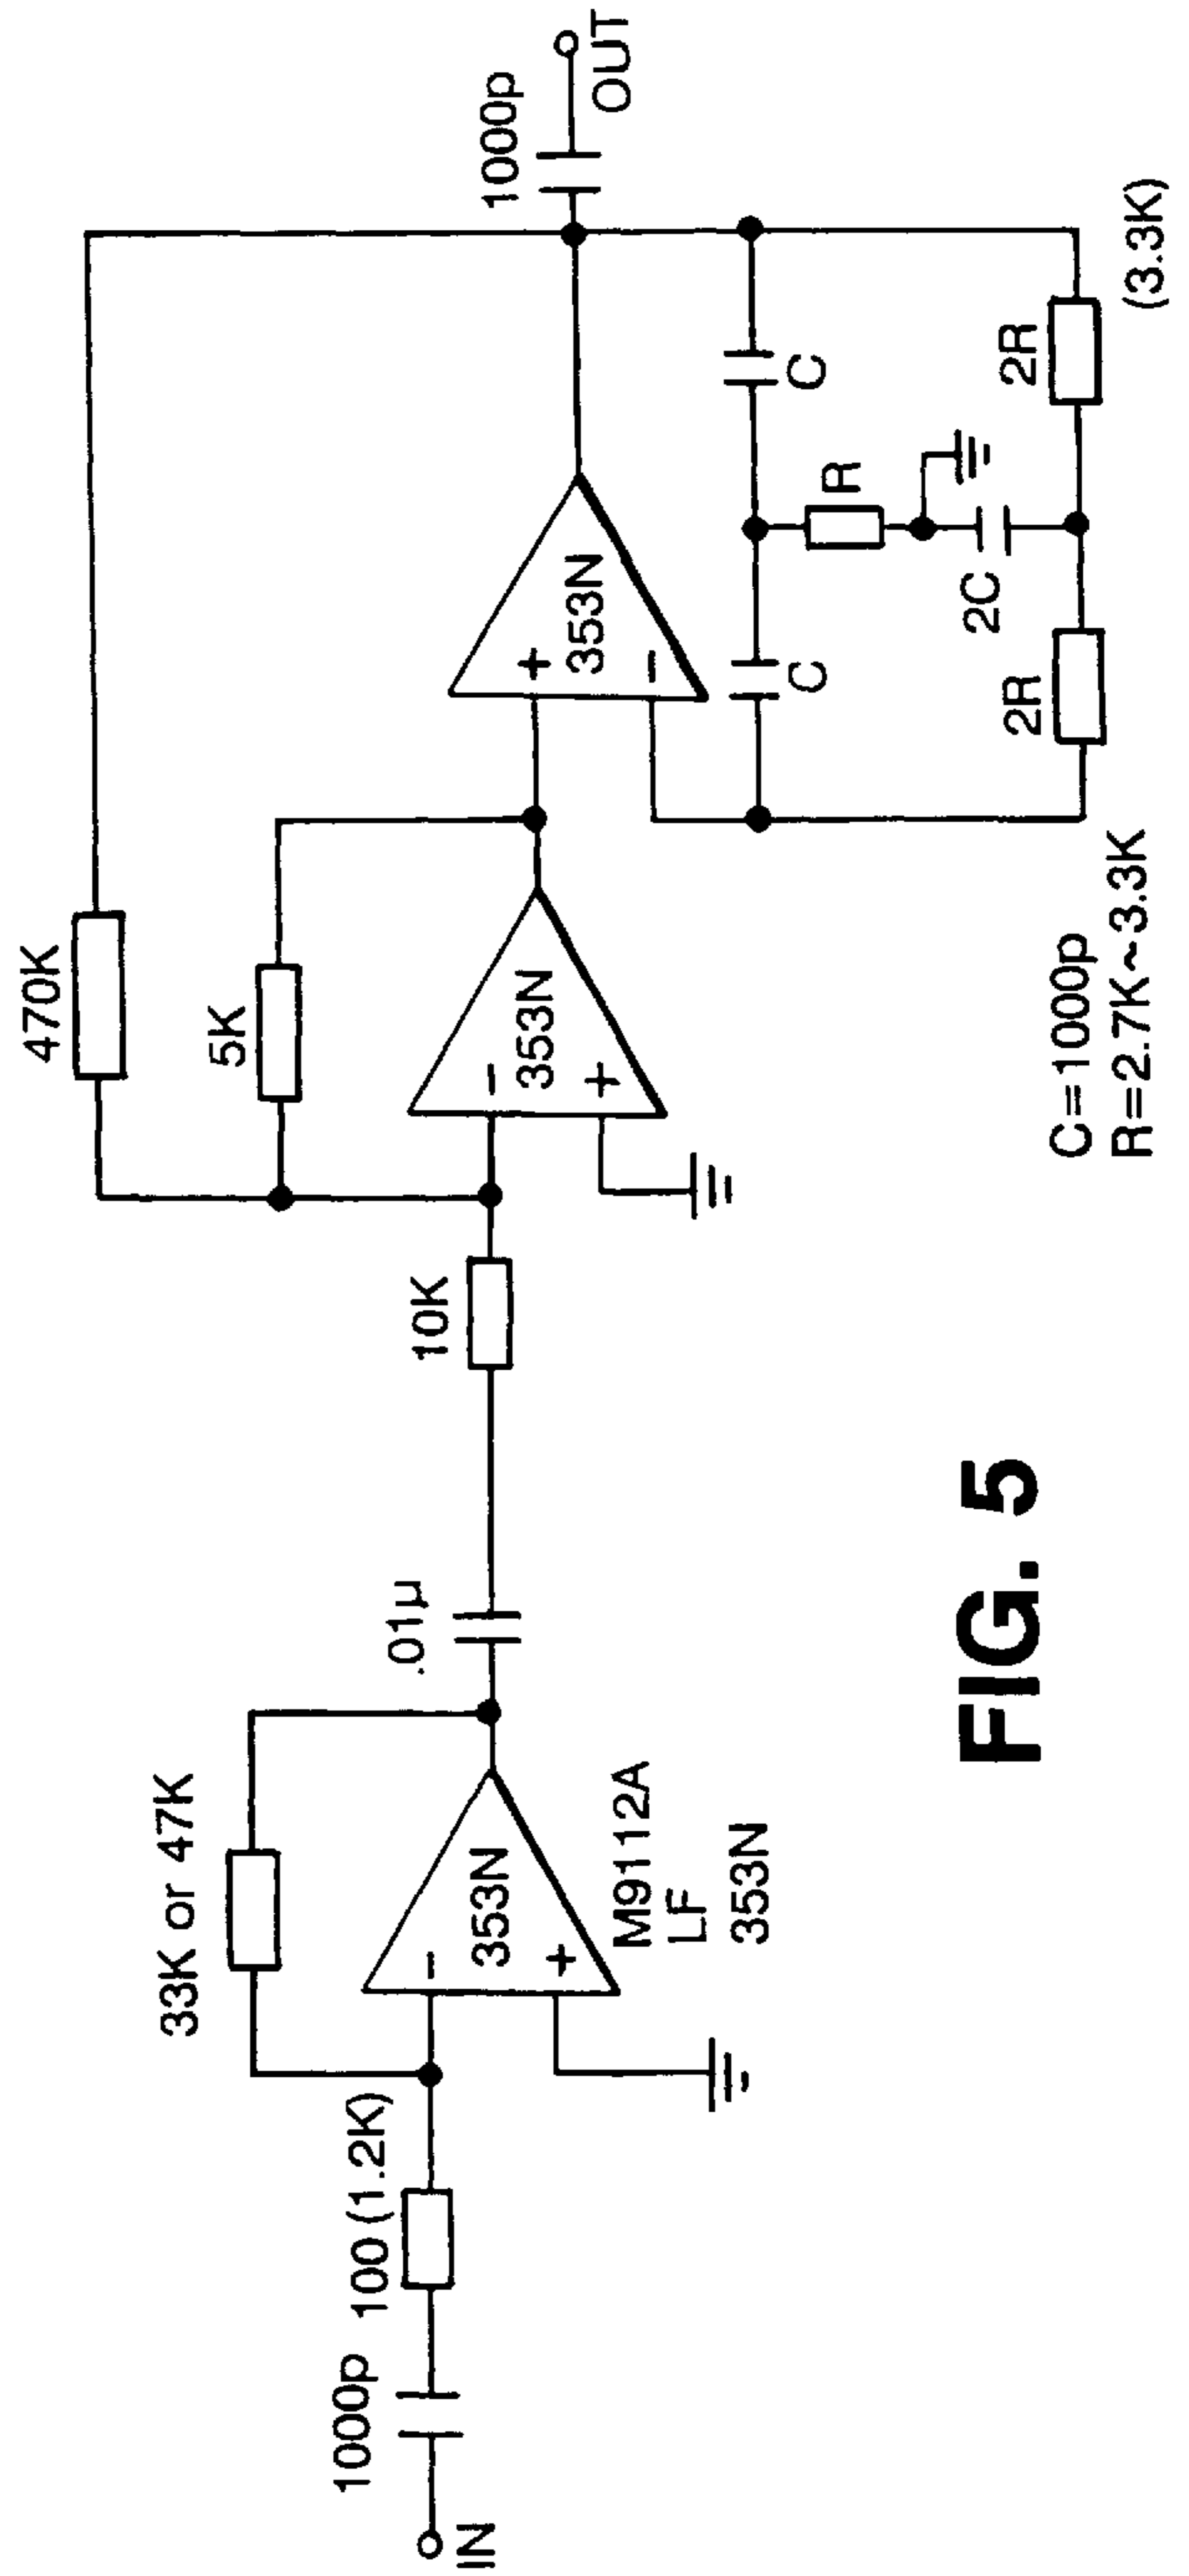 IN
1000p
100 (1.2K)
33K or 47K
-
353N
+
M9112A
LF
353N
.01µ
10K
470K
5K
-
353N
+
+
353N
-
1000p
OUT
C
C
R
2C
2R
2R
(3.3K)
C=1000p
R=2.7K~3.3K
FIG. 5